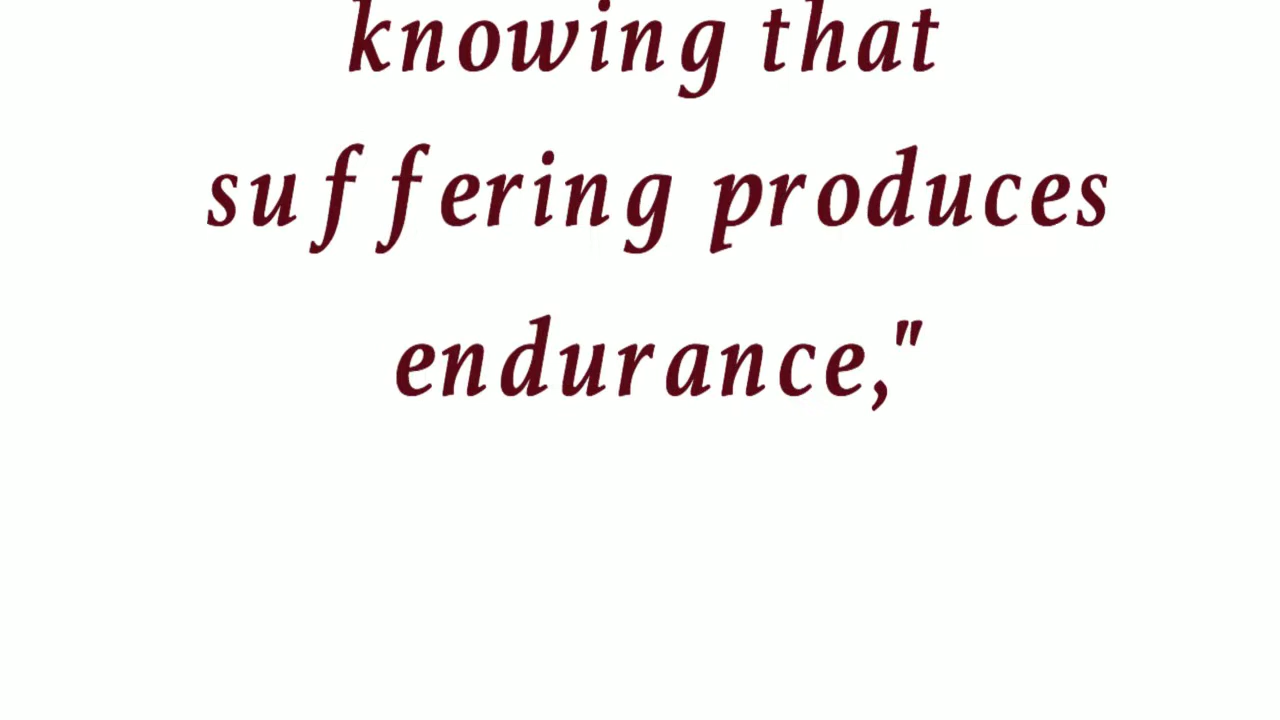 knowing that
suffering produces
endurance,"